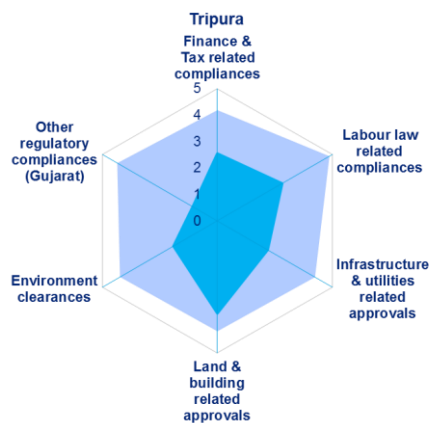 Tripura
Finance &
Tax related
compliances
5
4
3
2
1
0
Labour law
related
compliances
Infrastructure
& utilities
related
approvals
Land &
building
related
approvals
Environment
clearances
Other
regulatory
compliances
(Gujarat)